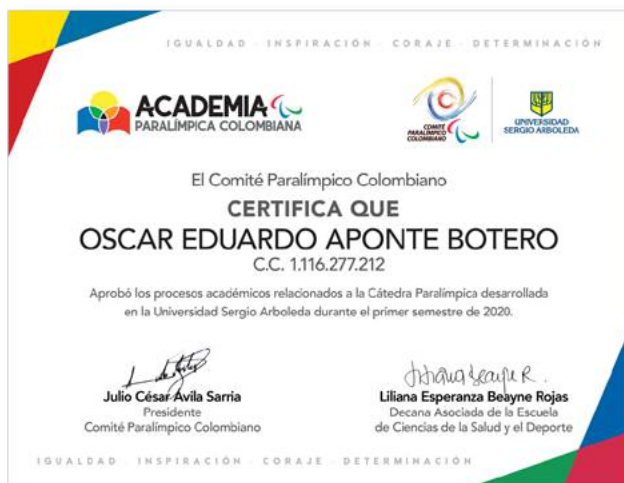 IGUALDAD · INSPIRACIÓN · CORAJE · DETERMINACIÓN
ACADEMIA
PARALÍMPICA COLOMBIANA
COMITÉ
PARALÍMPICO
COLOMBIANO
UNIVERSIDAD
SERGIO ARBOLEDA
El Comité Paralímpico Colombiano
CERTIFICA QUE
OSCAR EDUARDO APONTE BOTERO
C.C. 1.116.277.212
Aprobó los procesos académicos relacionados a la Cátedra Paralímpica desarrollada
en la Universidad Sergio Arboleda durante el primer semestre de 2020.
Julio César Ávila Sarria
Presidente
Comité Paralímpico Colombiano
Liliana Beayne R.
Liliana Esperanza Beayne Rojas
Decana Asociada de la Escuela
de Ciencias de la Salud y el Deporte
IGUALDAD · INSPIRACIÓN · CORAJE · DETERMINACIÓN